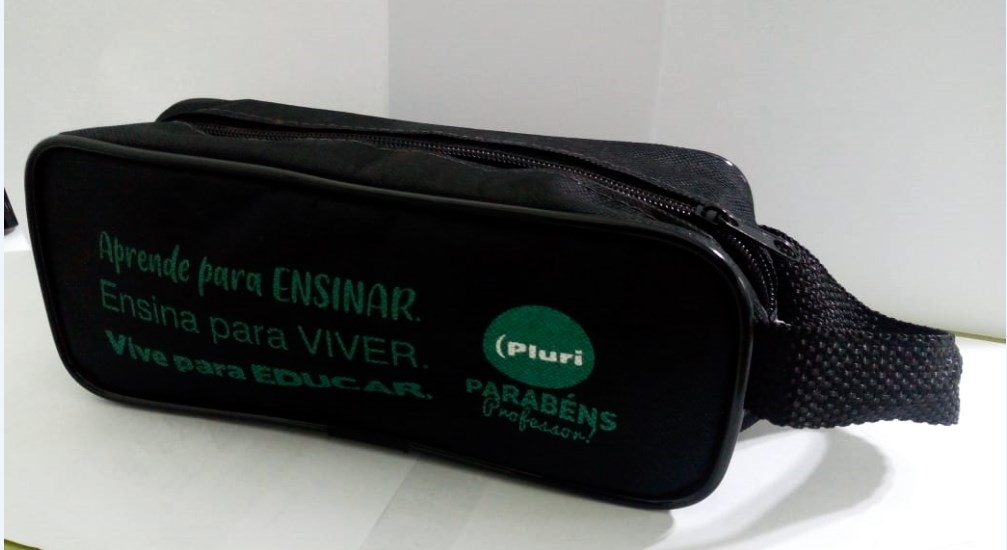 Aprende para ENSINAR.
Ensina para VIVER.
Vive para EDUCAR.
(Pluri
PARABÉNS
Professor!